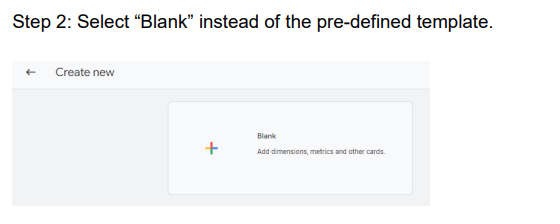 Step 2: Select “Blank” instead of the pre-defined template.
Create new
Blank
Add dimensions, metrics and other cards.